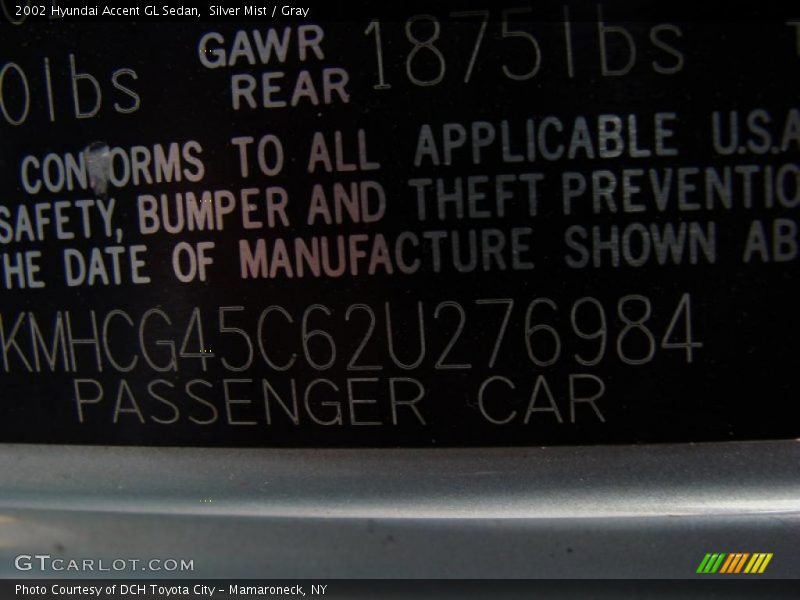 2002 Hyundai Accent GL Sedan,  Silver Mist / Gray
GAWR 1875lbs
0lbs REAR
CONFORMS TO ALL APPLICABLE U.S.A
SAFETY, BUMPER AND THEFT PREVENTIO
THE DATE OF MANUFACTURE SHOWN AB
KMHCG45C62U276984
PASSENGER CAR
GTCARLOT.COM
Photo Courtesy of DCH Toyota City - Mamaroneck, NY